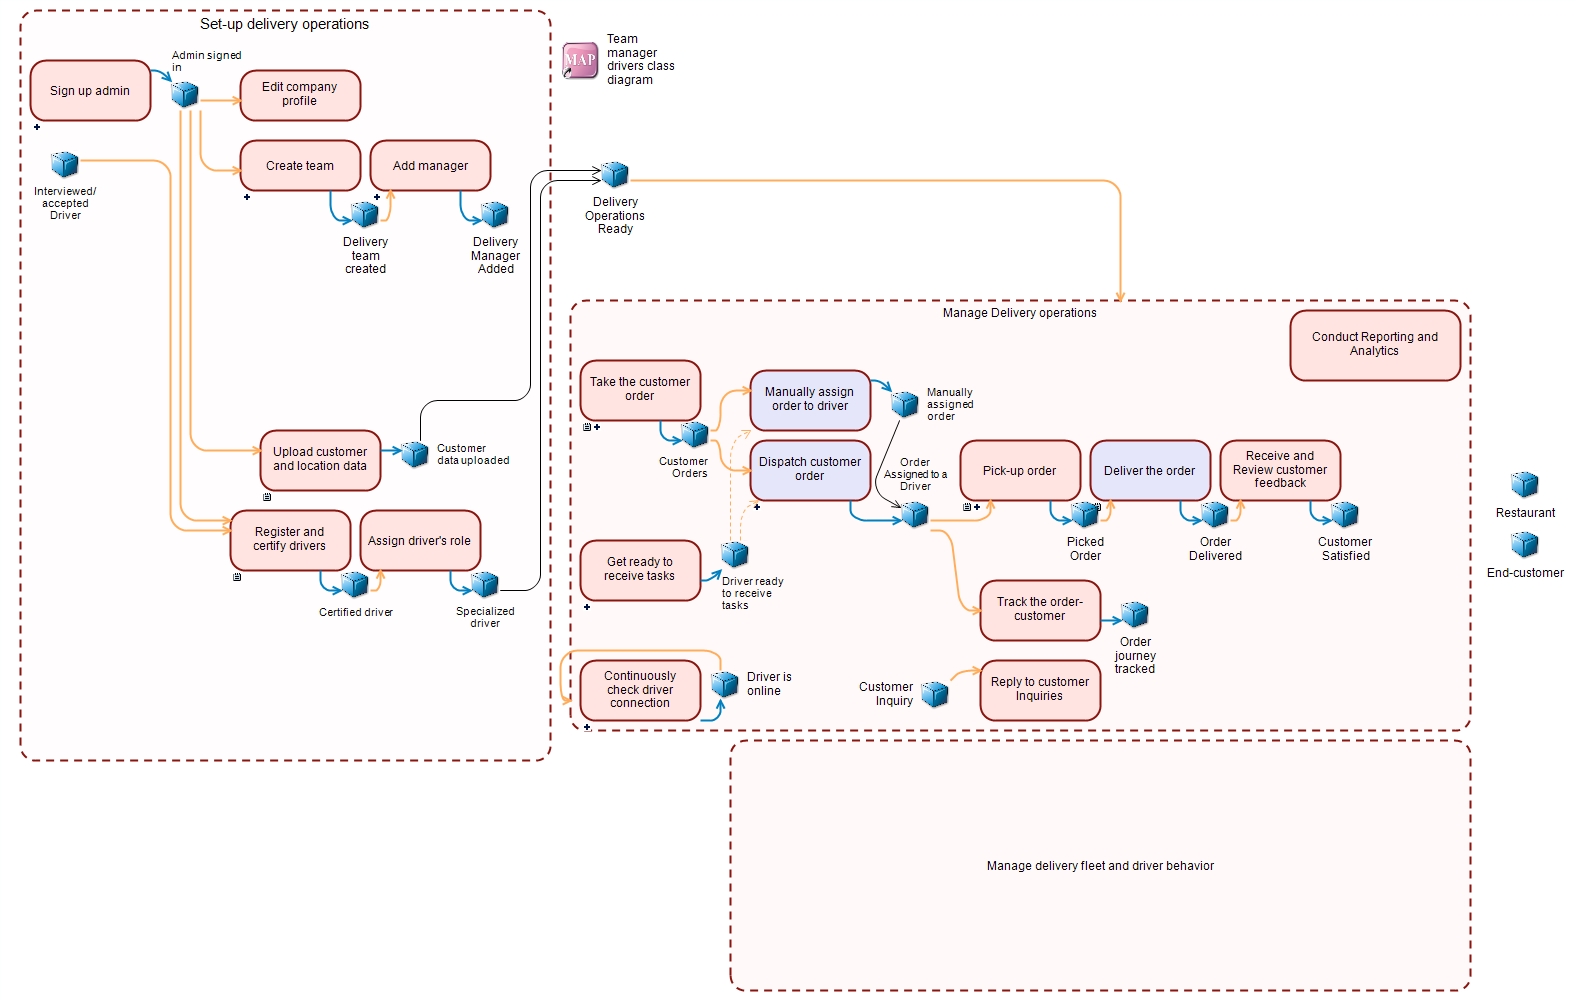 Set-up delivery operations
Sign up admin
Admin signed
in
Edit company
profile
Interviewed/
accepted
Driver
Create team
Add manager
Delivery
team
created
Delivery
Manager
Added
Upload customer
and location data
Customer
data uploaded
Register and
certify drivers
Assign driver's role
Certified driver
Specialized
driver
MAP
Team
manager
drivers class
diagram
Delivery
Operations
Ready
Manage Delivery operations
Conduct Reporting and
Analytics
Take the customer
order
Customer
Orders
Manually assign
order to driver
Manually
assigned
order
Dispatch customer
order
Order
Assigned to a
Driver
Pick-up order
Picked
Order
Deliver the order
Order
Delivered
Receive and
Review customer
feedback
Customer
Satisfied
Get ready to
receive tasks
Driver ready
to receive
tasks
Track the order-
customer
Order
journey
tracked
Continuously
check driver
connection
Driver is
online
Customer
Inquiry
Reply to customer
Inquiries
Restaurant
End-customer
Manage delivery fleet and driver behavior